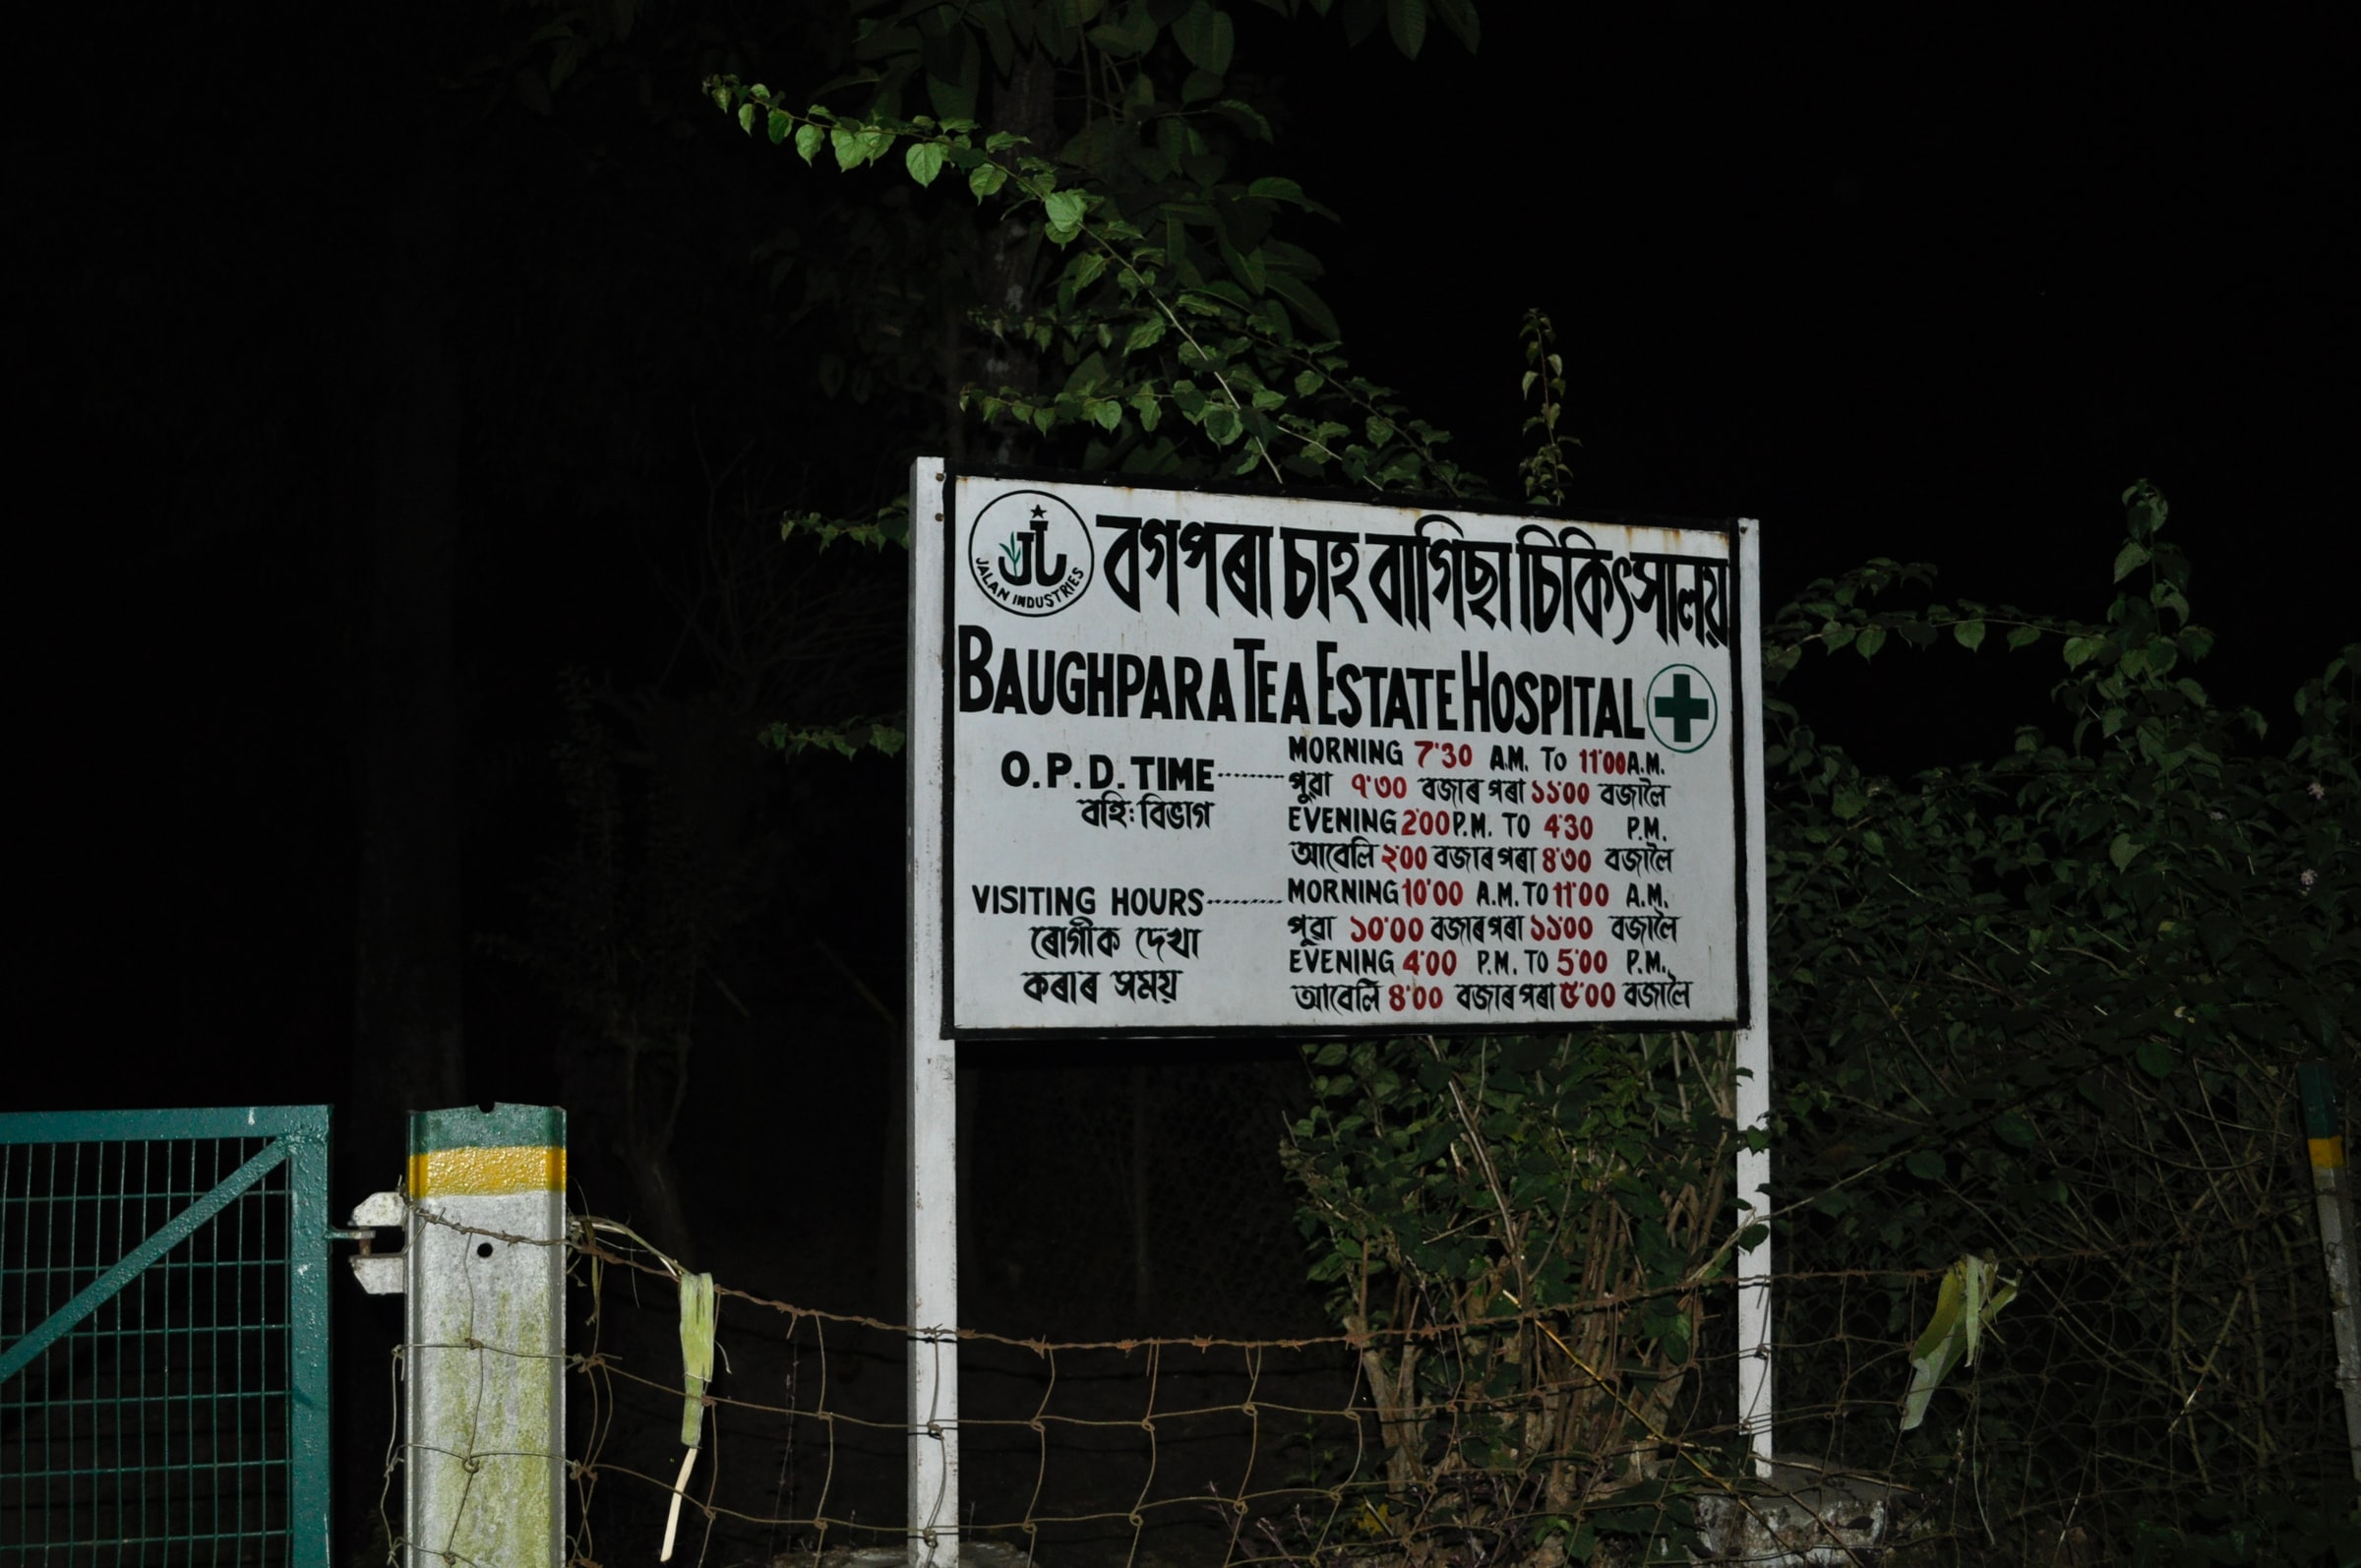 JL
JALAN INDUSTRIES
বগপৰা চাহ বাগিছা চিকিৎসালয়
BAUGHPARA TEA ESTATE HOSPITAL
O.P.D. TIME
বহিঃ বিভাগ
MORNING 7·30 A.M. TO 11·00 A.M.
পুৱা ৭·৩০ বজাৰ পৰা ১১·০০ বজালৈ
EVENING 2·00 P.M. TO 4·30 P.M.
আবেলি ২·০০ বজাৰ পৰা ৪·৩০ বজালৈ
VISITING HOURS
ৰোগীক দেখা
কৰাৰ সময়
MORNING 10·00 A.M. TO 11·00 A.M.
পুৱা ১০·০০ বজাৰ পৰা ১১·০০ বজালৈ
EVENING 4·00 P.M. TO 5·00 P.M.
আবেলি ৪·০০ বজাৰ পৰা ৫·০০ বজালৈ